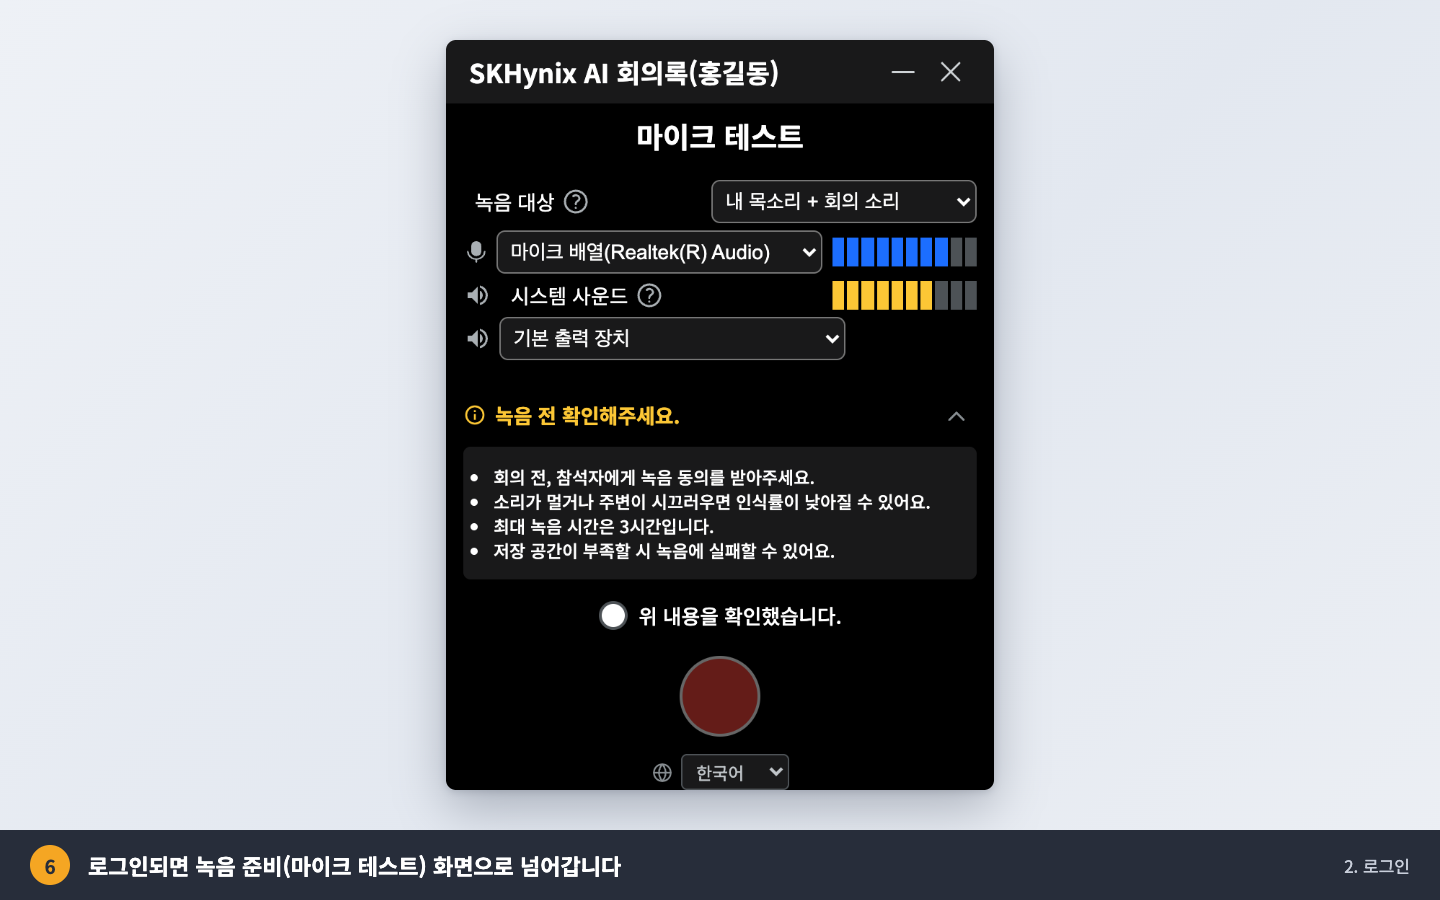 SKHynix AI 회의록(홍길동)
마이크 테스트
녹음 대상 ? 내 목소리 + 회의 소리
마이크 배열(Realtek(R) Audio)
시스템 사운드 ?
기본 출력 장치
녹음 전 확인해주세요.
• 회의 전, 참석자에게 녹음 동의를 받아주세요.
• 소리가 멀거나 주변이 시끄러우면 인식률이 낮아질 수 있어요.
• 최대 녹음 시간은 3시간입니다.
• 저장 공간이 부족할 시 녹음에 실패할 수 있어요.
위 내용을 확인했습니다.
한국어
6 로그인되면 녹음 준비(마이크 테스트) 화면으로 넘어갑니다
2. 로그인